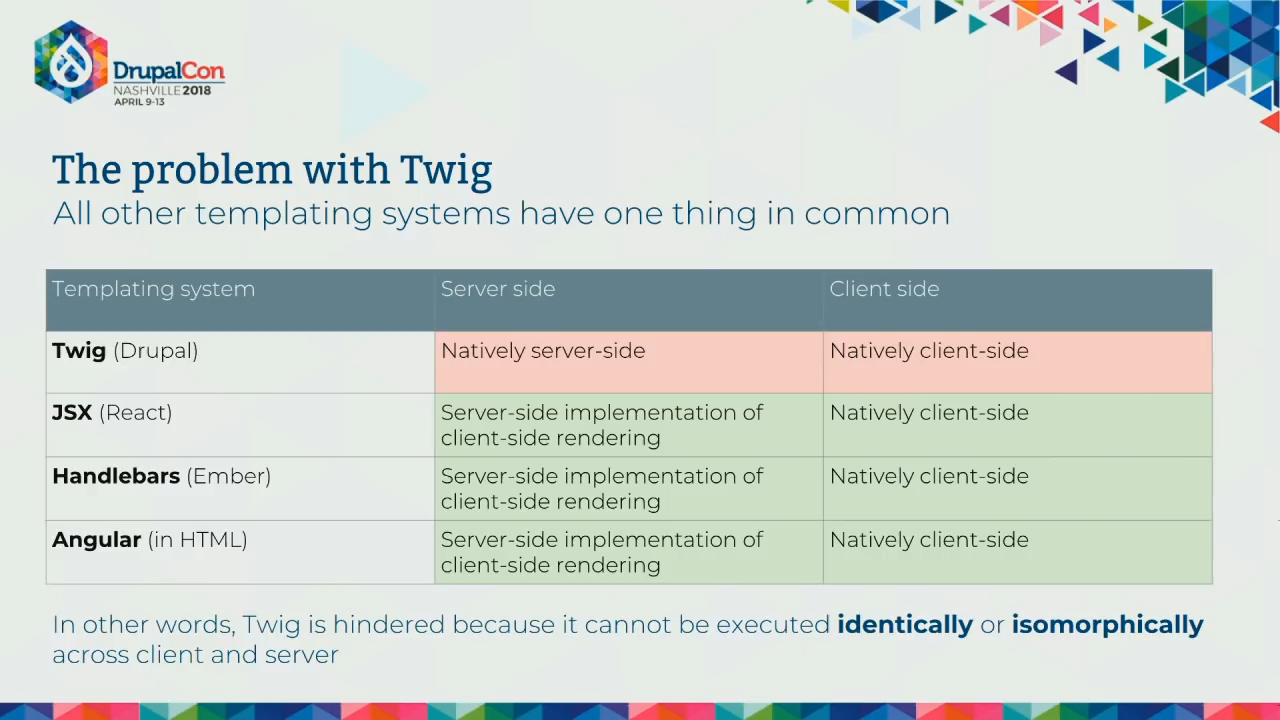 DrupalCon
NASHVILLE 2018
APRIL 9-13
The problem with Twig
All other templating systems have one thing in common
Templating system Server side Client side
Twig (Drupal) Natively server-side Natively client-side
JSX (React) Server-side implementation of Natively client-side
client-side rendering
Handlebars (Ember) Server-side implementation of Natively client-side
client-side rendering
Angular (in HTML) Server-side implementation of Natively client-side
client-side rendering
In other words, Twig is hindered because it cannot be executed identically or isomorphically
across client and server